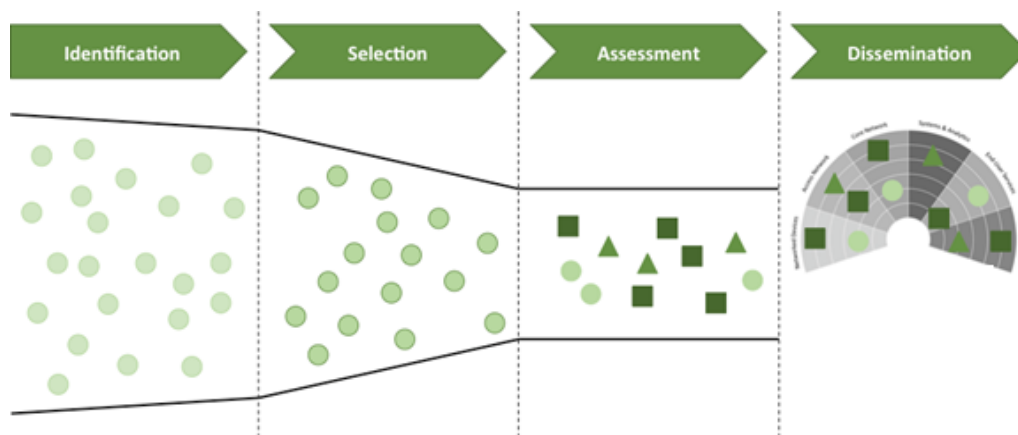 Identification
Selection
Assessment
Dissemination
Networked Devices
Access Network
Core Network
Systems & Analytics
End-User Services